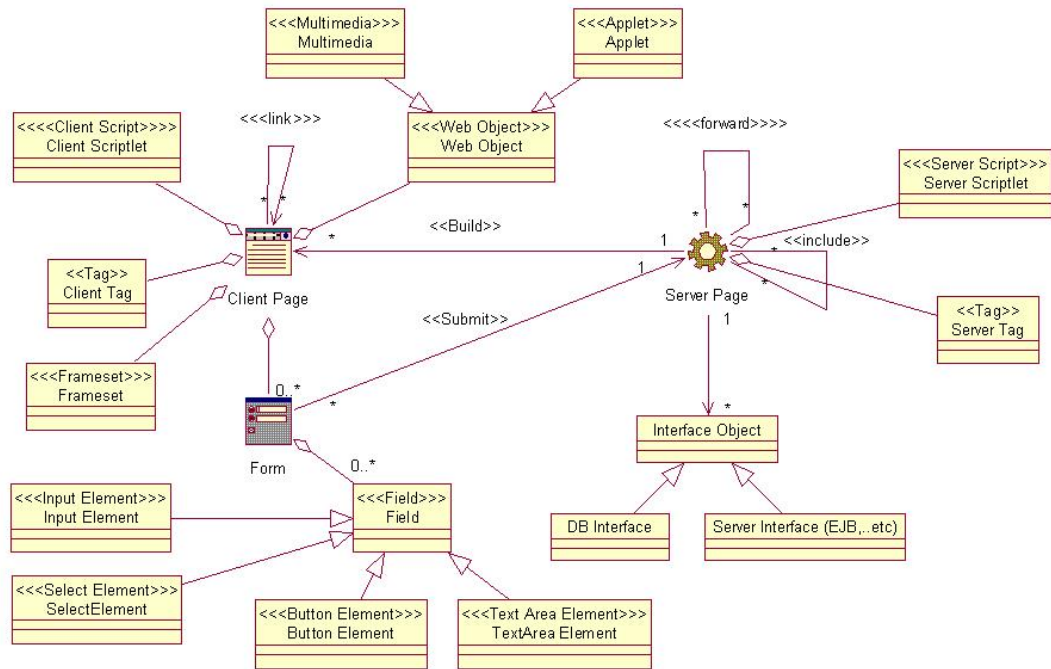 <<<Multimedia>>>
Multimedia
<<<Applet>>>
Applet
<<<link>>>
<<<<forward>>>>
<<<<Client Script>>>>
Client Scriptlet
<<<Web Object>>>
Web Object
<<<Server Script>>>
Server Scriptlet
*
*
*
*
*
<<Build>>
1
*
<<include>>
<<Tag>>
Client Tag
Client Page
1
Server Page
*
<<Submit>>
1
<<Tag>>
Server Tag
<<<Frameset>>>
Frameset
0..*
*
*
Interface Object
Form
0..*
<<<Input Element>>>
Input Element
<<<Field>>>
Field
DB Interface
Server Interface (EJB,..etc)
<<<Select Element>>>
SelectElement
<<<Button Element>>>
Button Element
<<<Text Area Element>>>
TextArea Element